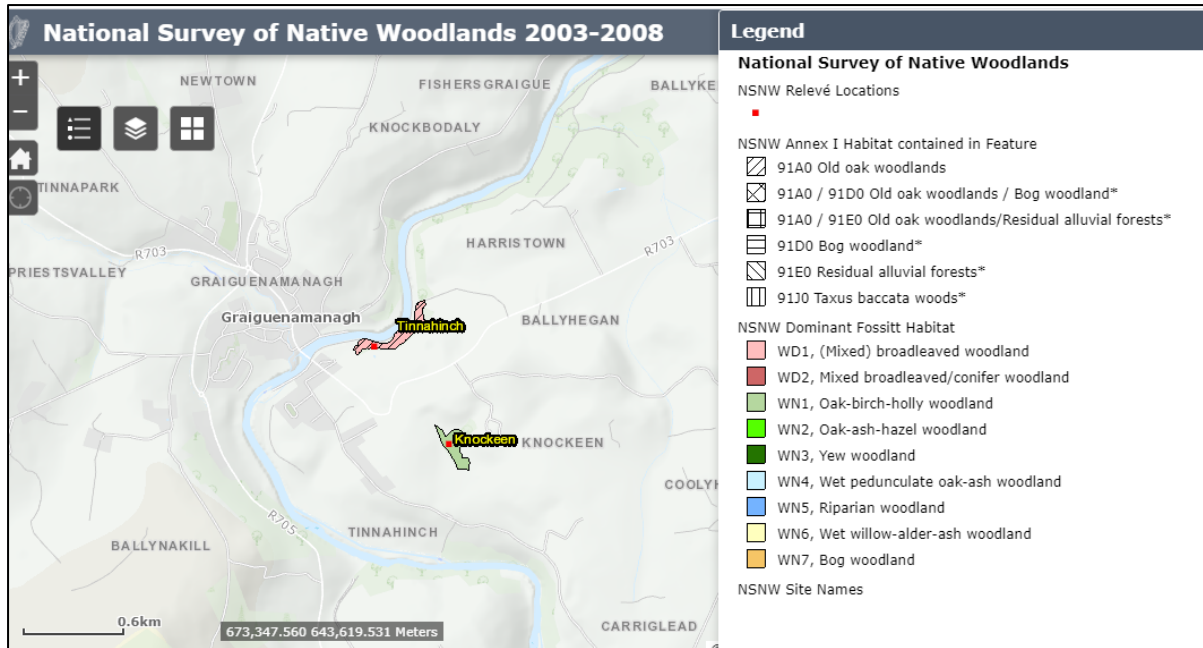 National Survey of Native Woodlands 2003-2008
+
−
NEWTOWN
FISHERSGRAIGUE
BALLYKE
KNOCKBODALY
TINNAPARK
R703
HARRISTOWN
R703
PRIESTSVALLEY
GRAIGUENAMANAGH
Graiguenamanagh
Tinnahinch
BALLYHEGAN
Knockeen
KNOCKEEN
COOLYH
R705
TINNAHINCH
BALLYNAKILL
0.6km
673,347.560 643,619.531 Meters
CARRIGLEAD
Legend
National Survey of Native Woodlands
NSNW Relevé Locations
NSNW Annex I Habitat contained in Feature
91A0 Old oak woodlands
91A0 / 91D0 Old oak woodlands / Bog woodland*
91A0 / 91E0 Old oak woodlands/Residual alluvial forests*
91D0 Bog woodland*
91E0 Residual alluvial forests*
91J0 Taxus baccata woods*
NSNW Dominant Fossitt Habitat
WD1, (Mixed) broadleaved woodland
WD2, Mixed broadleaved/conifer woodland
WN1, Oak-birch-holly woodland
WN2, Oak-ash-hazel woodland
WN3, Yew woodland
WN4, Wet pedunculate oak-ash woodland
WN5, Riparian woodland
WN6, Wet willow-alder-ash woodland
WN7, Bog woodland
NSNW Site Names